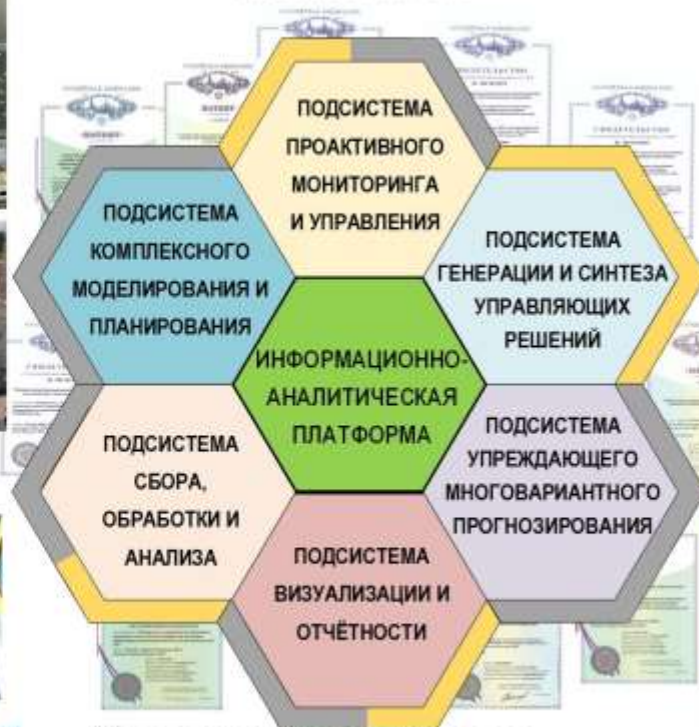 ПОДСИСТЕМА
ПРОАКТИВНОГО
МОНИТОРИНГА
И УПРАВЛЕНИЯ
ПОДСИСТЕМА
КОМПЛЕКСНОГО
МОДЕЛИРОВАНИЯ И
ПЛАНИРОВАНИЯ
ПОДСИСТЕМА
ГЕНЕРАЦИИ И СИНТЕЗА
УПРАВЛЯЮЩИХ
РЕШЕНИЙ
ИНФОРМАЦИОННО-
АНАЛИТИЧЕСКАЯ
ПЛАТФОРМА
ПОДСИСТЕМА
СБОРА,
ОБРАБОТКИ И
АНАЛИЗА
ПОДСИСТЕМА
УПРЕЖДАЮЩЕГО
МНОГОВАРИАНТНОГО
ПРОГНОЗИРОВАНИЯ
ПОДСИСТЕМА
ВИЗУАЛИЗАЦИИ И
ОТЧЁТНОСТИ